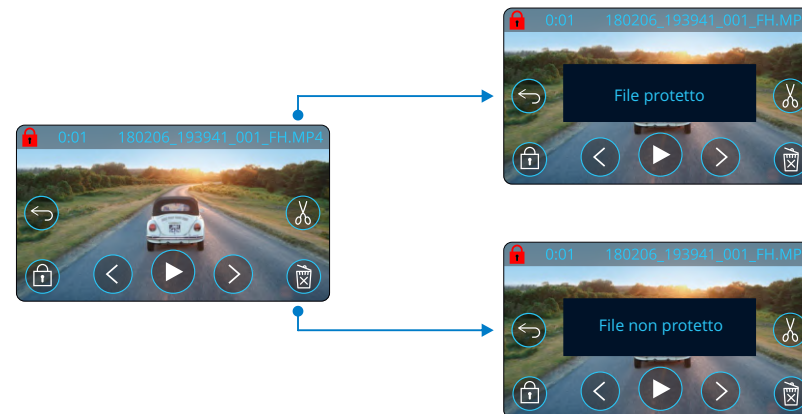 0:01 180206_193941_001_FH.MP4
0:01 180206_193941_001_FH.MP
File protetto
0:01 180206_193941_001_FH.MP
File non protetto